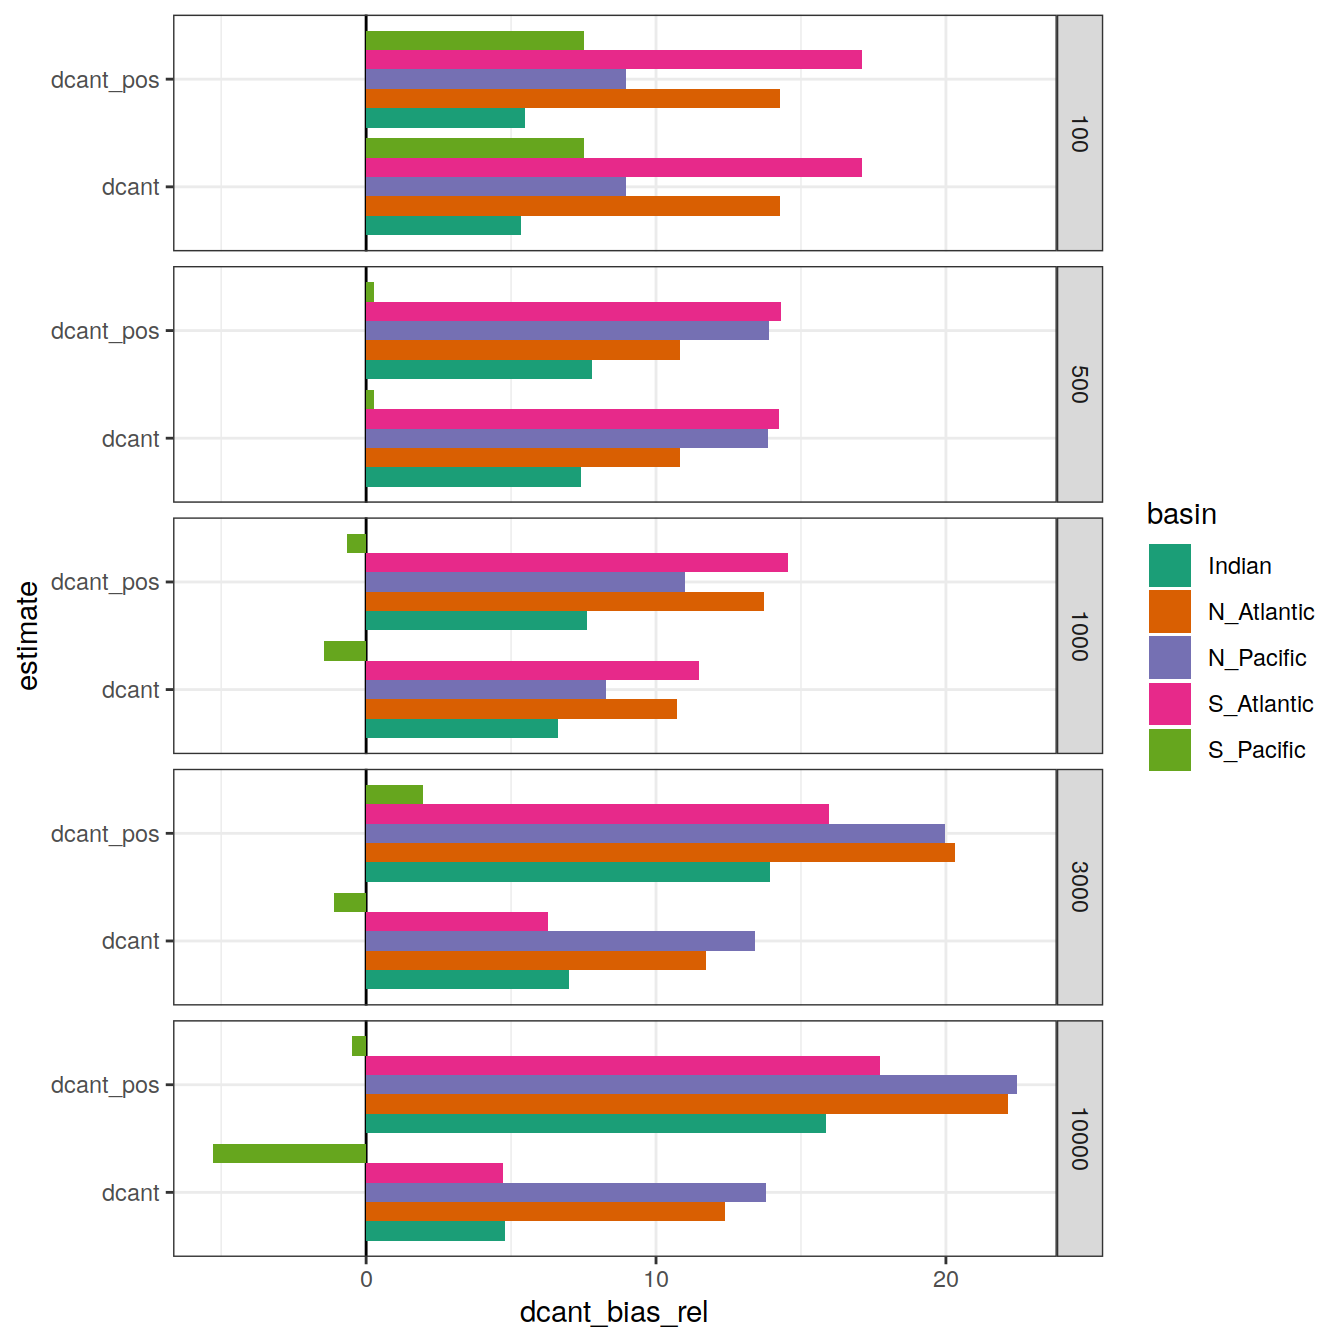 dcant_pos
dcant
100
dcant_pos
dcant
500
dcant_pos
dcant
1000
dcant_pos
dcant
3000
dcant_pos
dcant
10000
estimate
0
10
20
dcant_bias_rel
basin
Indian
N_Atlantic
N_Pacific
S_Atlantic
S_Pacific